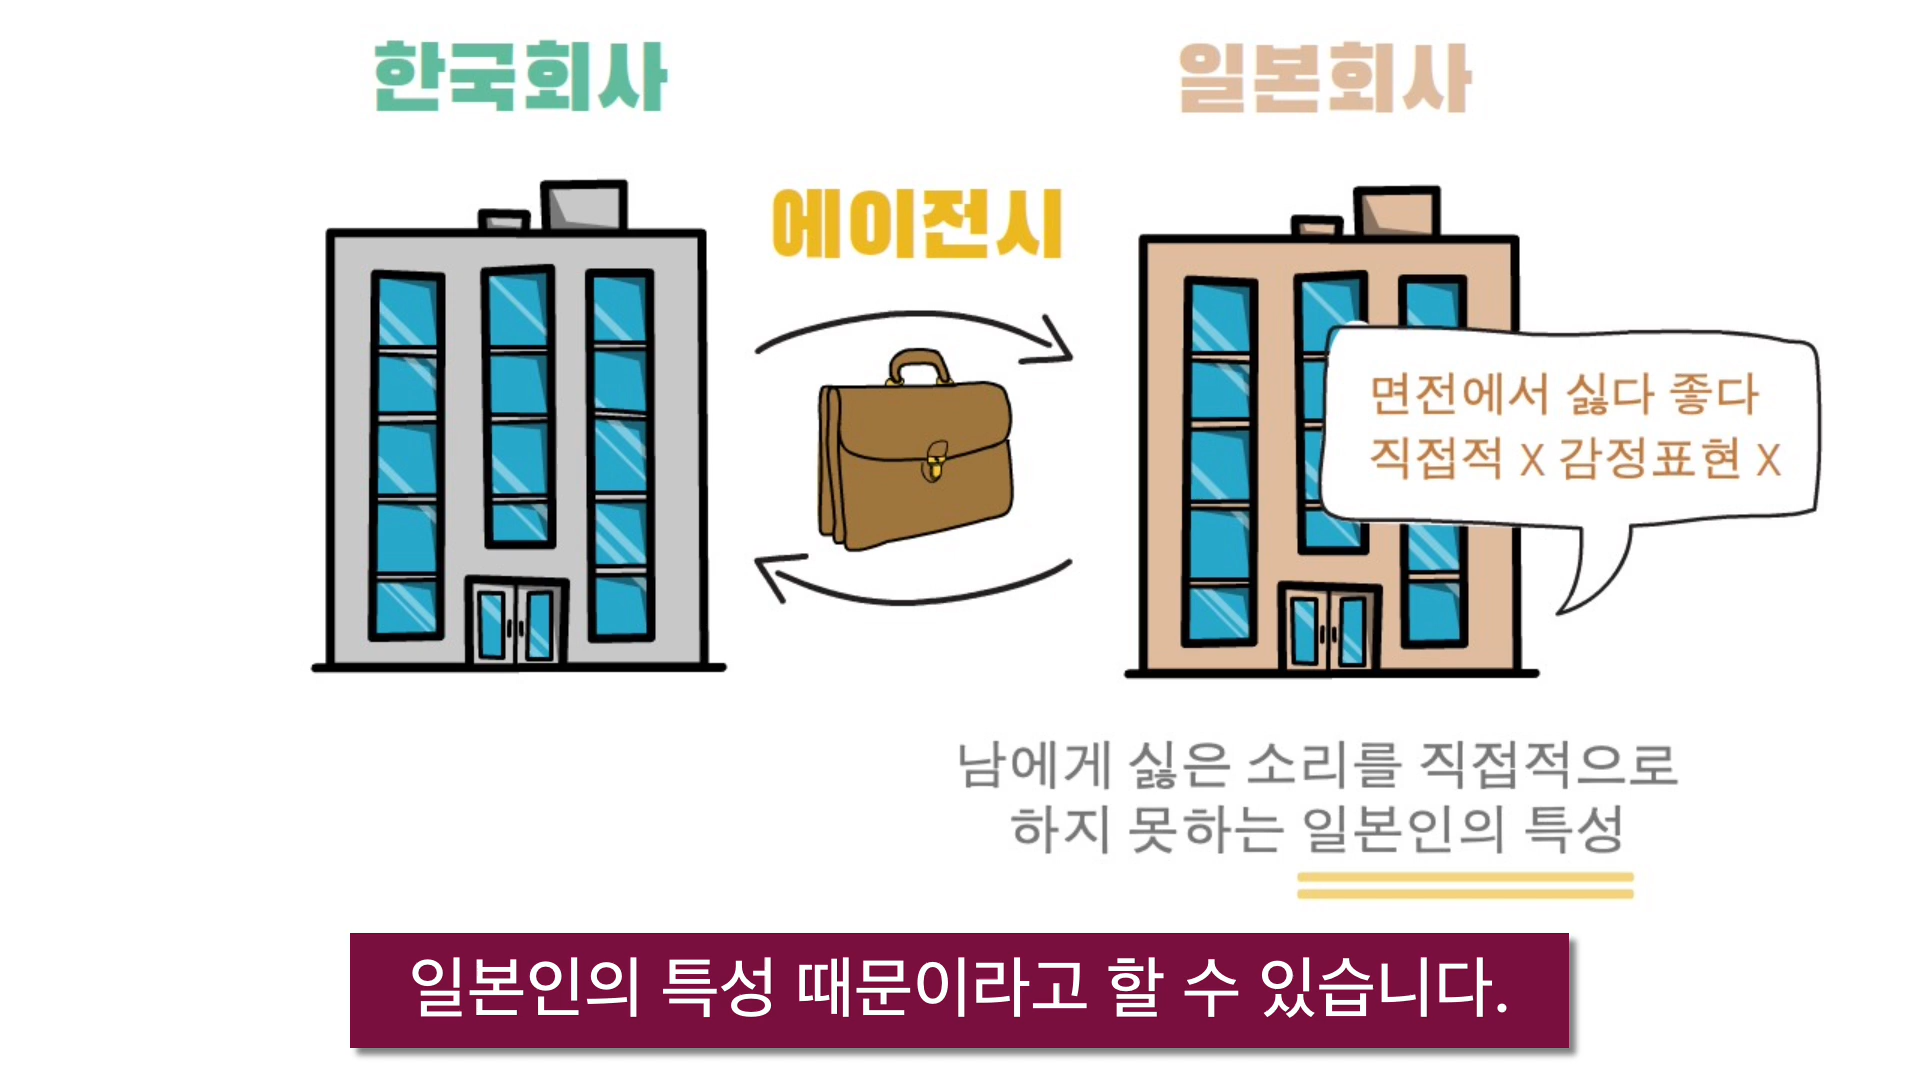 한국회사
일본회사
에이전시
면전에서 싫다 좋다
직접적 X 감정표현 X
남에게 싫은 소리를 직접적으로
하지 못하는 일본인의 특성
일본인의 특성 때문이라고 할 수 있습니다.